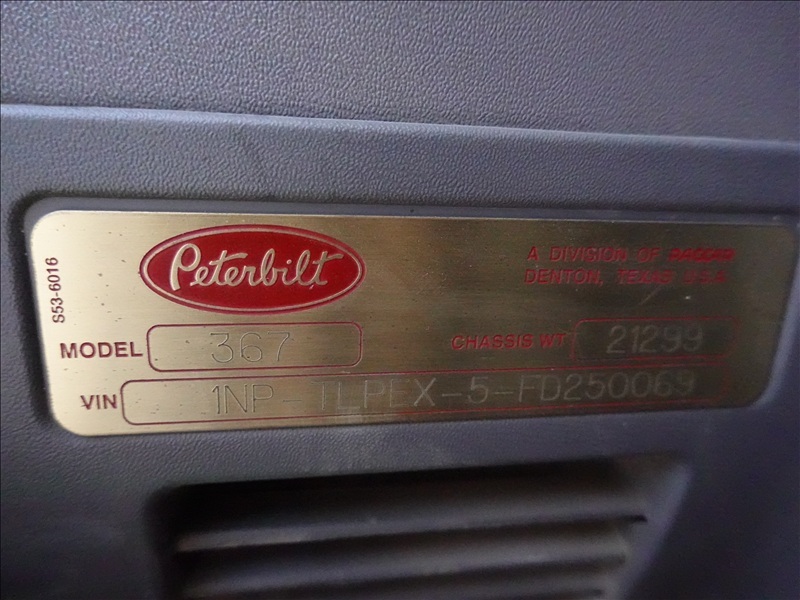 S53-6016
Peterbilt
A DIVISION OF PACCAR
DENTON, TEXAS U.S.A.
MODEL 367
CHASSIS WT 21299
VIN 1NP-TLPEX-5-FD250069